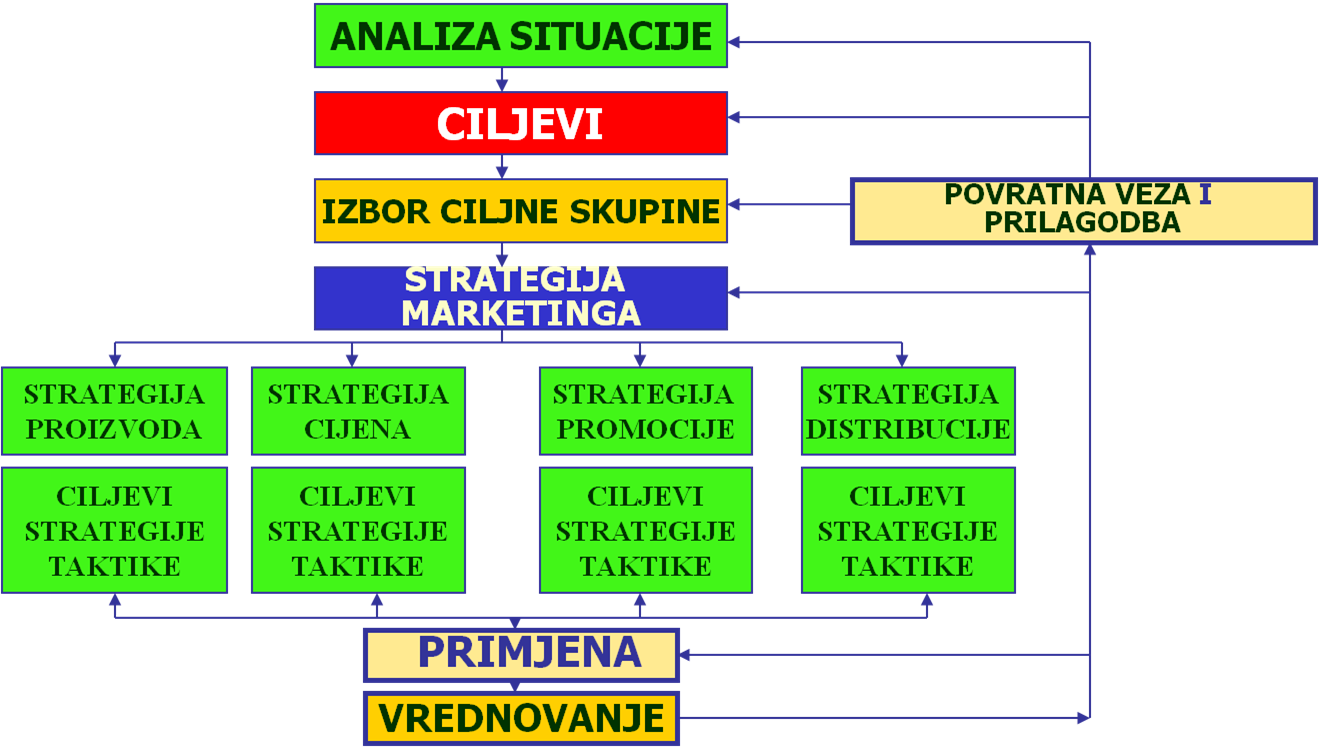 ANALIZA SITUACIJE
CILJEVI
IZBOR CILJNE SKUPINE
POVRATNA VEZA I
PRILAGODBA
STRATEGIJA
MARKETINGA
STRATEGIJA
PROIZVODA
STRATEGIJA
CIJENA
STRATEGIJA
PROMOCIJE
STRATEGIJA
DISTRIBUCIJE
CILJEVI
STRATEGIJE
TAKTIKE
CILJEVI
STRATEGIJE
TAKTIKE
CILJEVI
STRATEGIJE
TAKTIKE
CILJEVI
STRATEGIJE
TAKTIKE
PRIMJENA
VREDNOVANJE